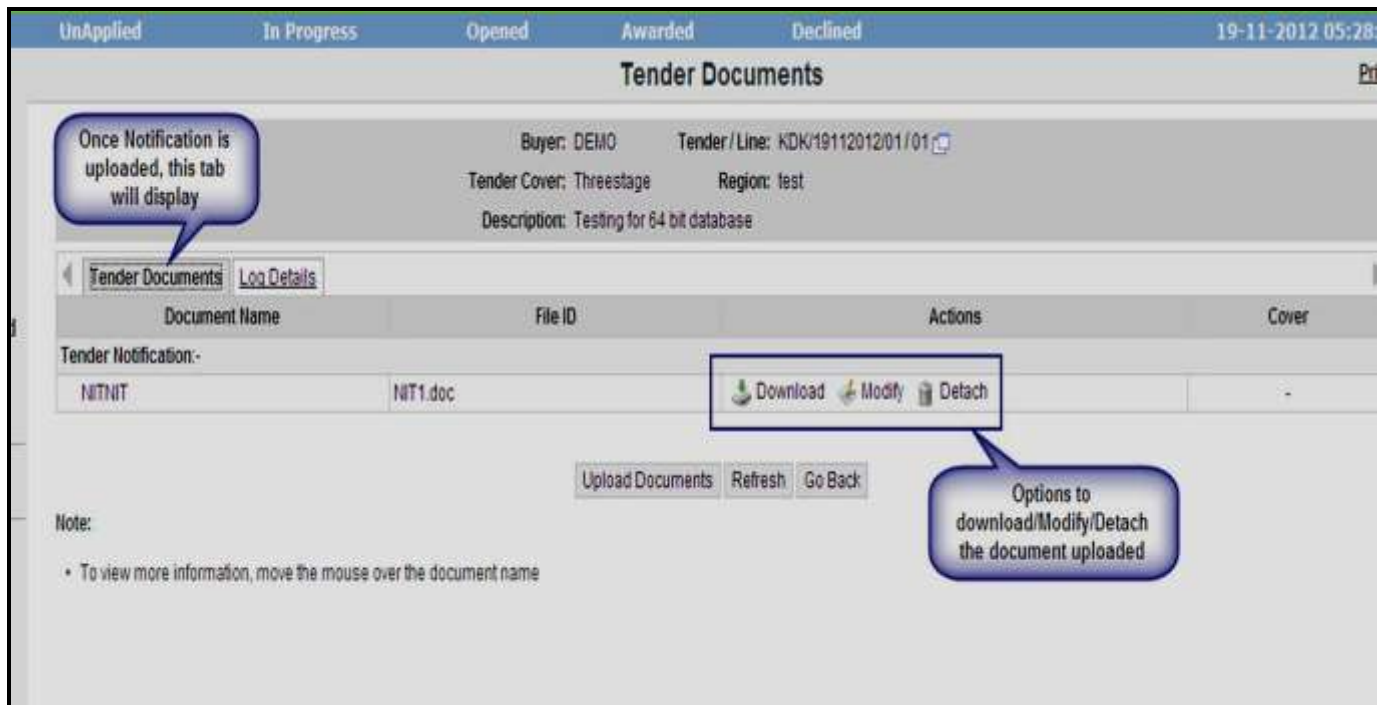 UnApplied In Progress Opened Awarded Declined 19-11-2012 05:28:
Tender Documents
Once Notification is
uploaded, this tab
will display
Buyer: DEMO Tender / Line: KDK/19112012/01 / 01
Tender Cover: Threestage Region: test
Description: Testing for 64 bit database
Tender Documents Log Details
Document Name File ID Actions Cover
Tender Notification:-
NITNIT NIT1.doc Download Modify Detach -
Upload Documents Refresh Go Back
Options to
download/Modify/Detach
the document uploaded
Note:
• To view more information, move the mouse over the document name